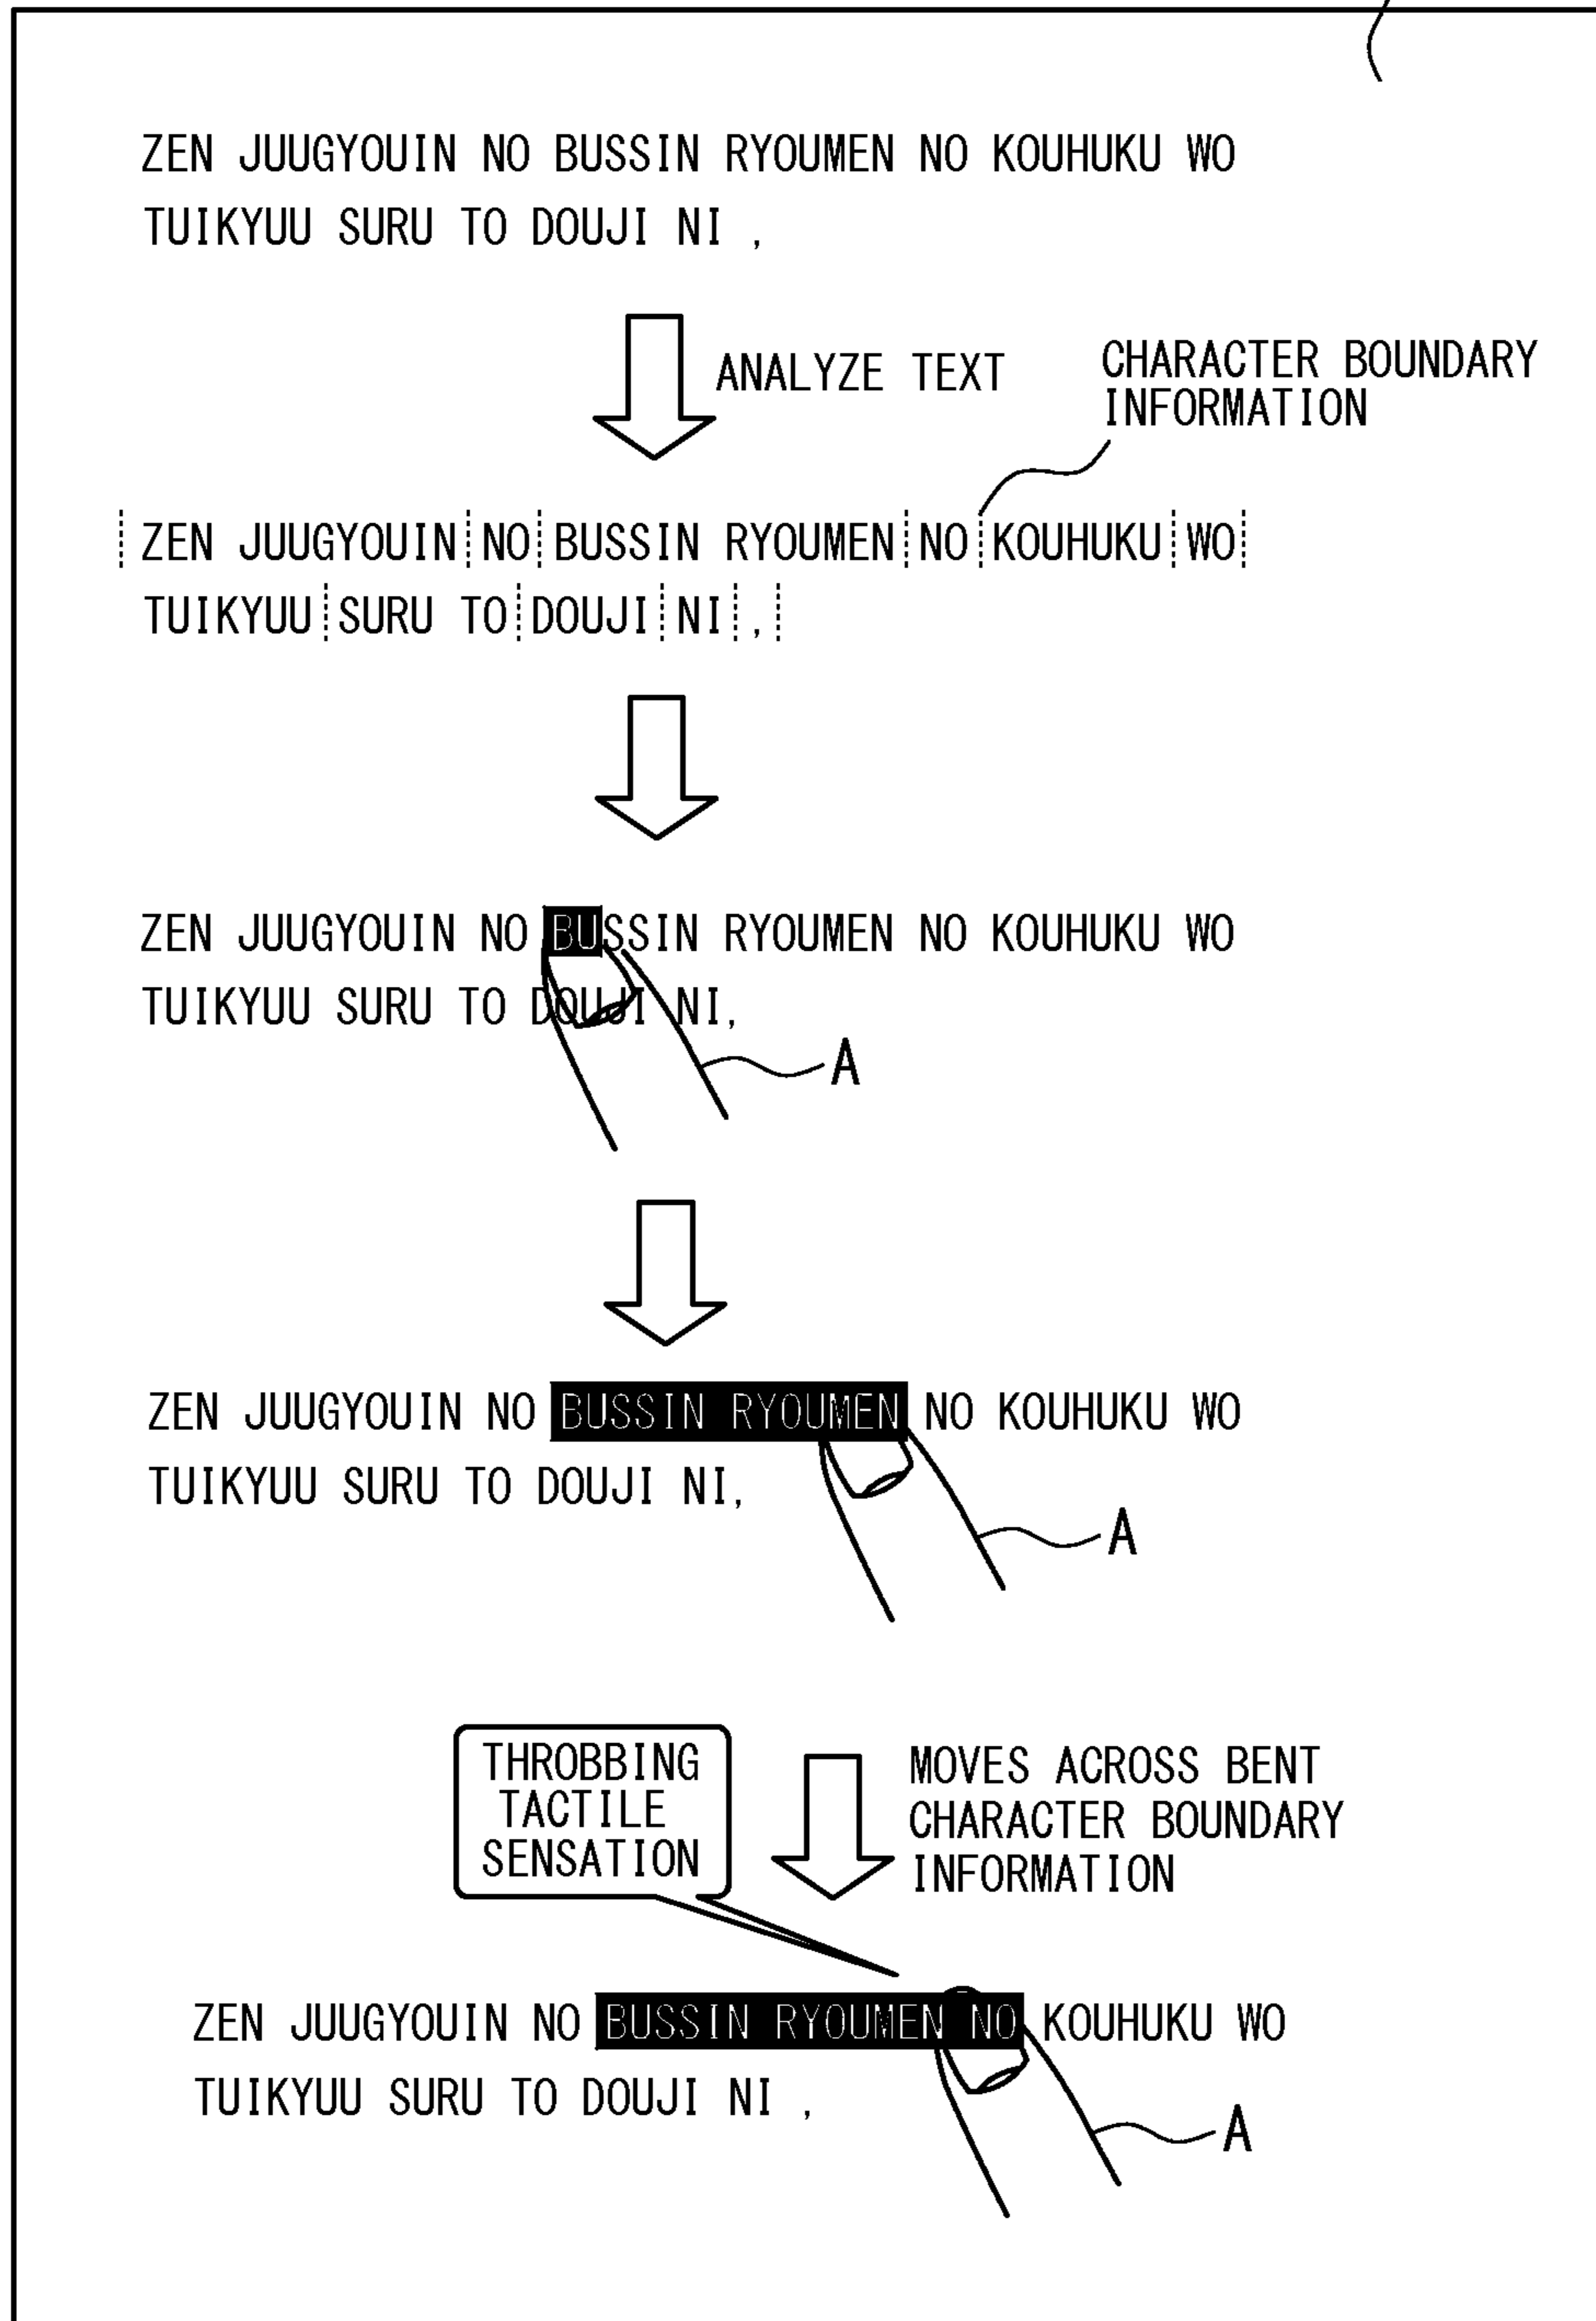 ZEN JUUGYOUIN NO BUSSIN RYOUMEN NO KOUHUKU WO
TUIKYUU SURU TO DOUJI NI ,
ANALYZE TEXT
CHARACTER BOUNDARY
INFORMATION
ZEN JUUGYOUIN NO BUSSIN RYOUMEN NO KOUHUKU WO
TUIKYUU SURU TO DOUJI NI ,
ZEN JUUGYOUIN NO BUSSIN RYOUMEN NO KOUHUKU WO
TUIKYUU SURU TO DOUJI NI,
A
ZEN JUUGYOUIN NO BUSSIN RYOUMEN NO KOUHUKU WO
TUIKYUU SURU TO DOUJI NI,
A
THROBBING
TACTILE
SENSATION
MOVES ACROSS BENT
CHARACTER BOUNDARY
INFORMATION
ZEN JUUGYOUIN NO BUSSIN RYOUMEN NO KOUHUKU WO
TUIKYUU SURU TO DOUJI NI ,
A